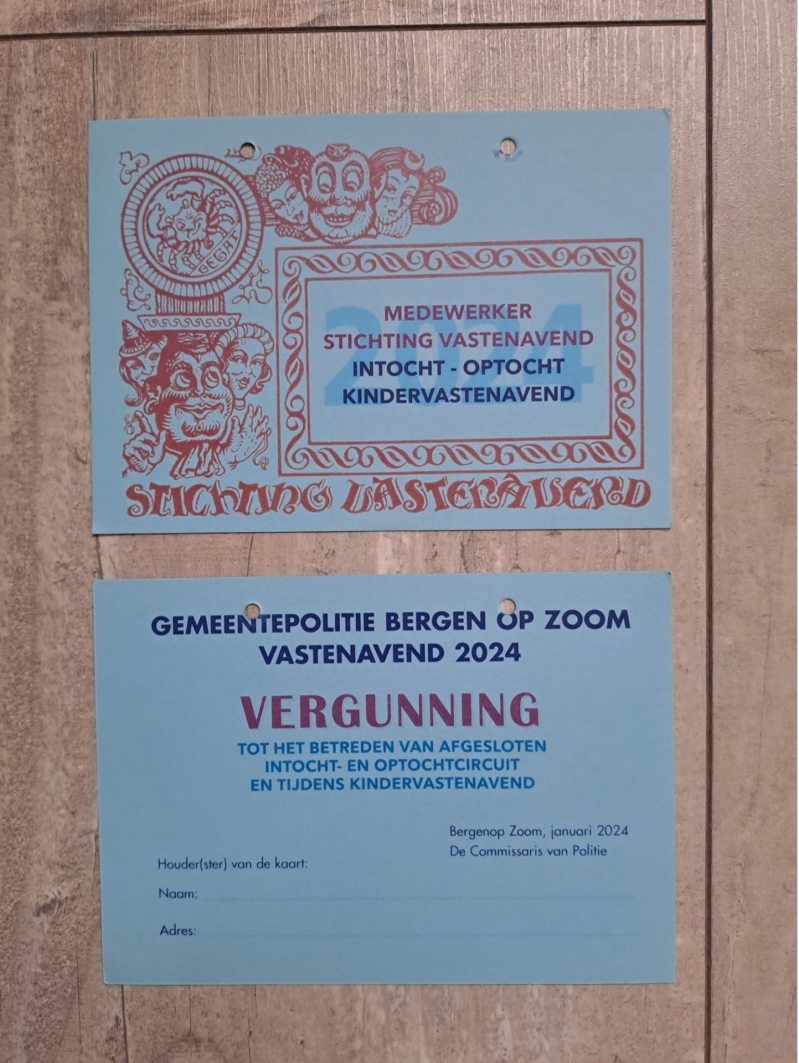 GEGHT
MEDEWERKER
STICHTING VASTENAVEND
INTOCHT - OPTOCHT
KINDERVASTENAVEND
2024
STICHTING VASTENAVEND
GEMEENTEPOLITIE BERGEN OP ZOOM
VASTENAVEND 2024
VERGUNNING
TOT HET BETREDEN VAN AFGESLOTEN
INTOCHT- EN OPTOCHTCIRCUIT
EN TIJDENS KINDERVASTENAVEND
Bergenop Zoom, januari 2024
De Commissaris van Politie
Houder(ster) van de kaart:
Naam:
Adres: